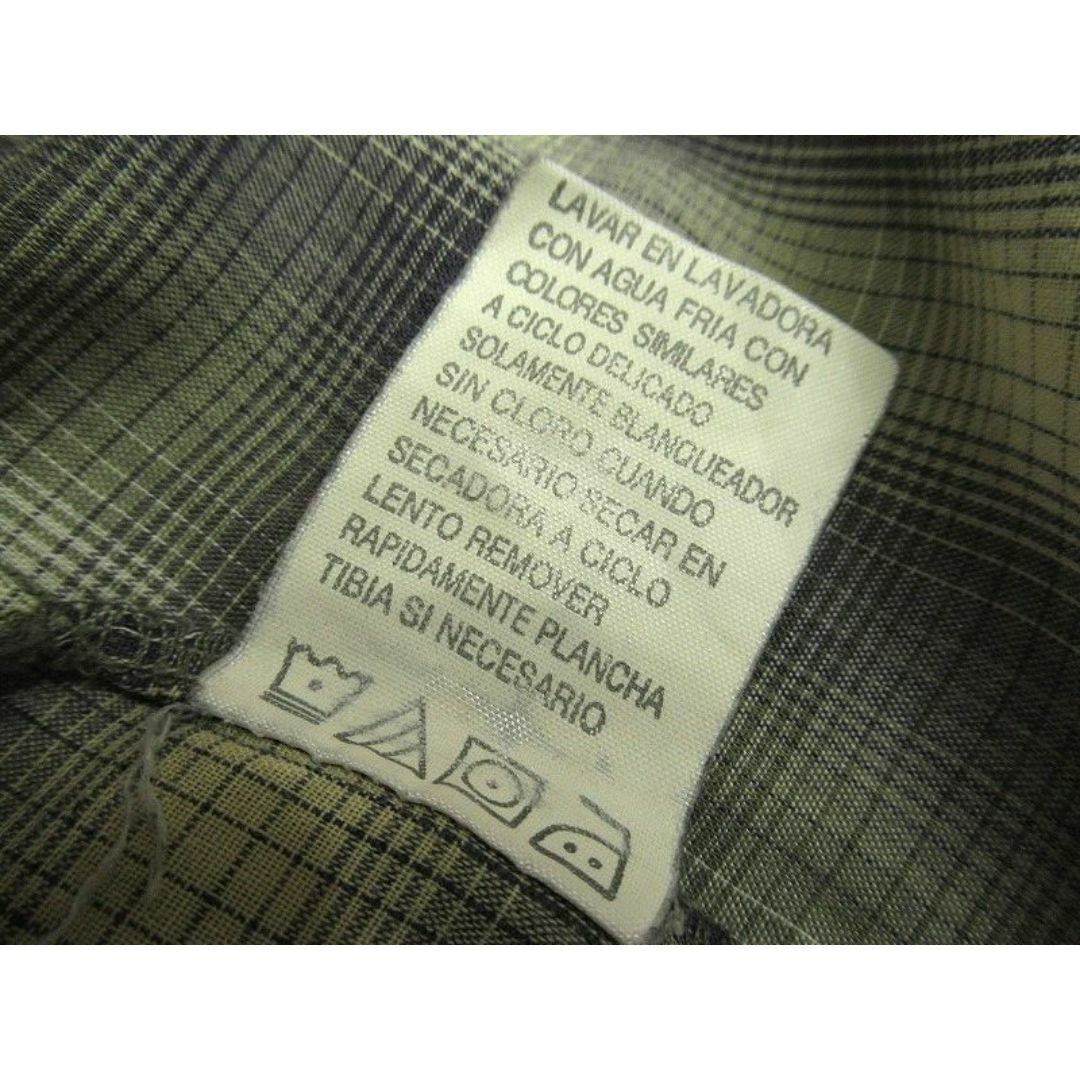 LAVAR EN LAVADORA
CON AGUA FRIA CON
COLORES SIMILARES
A CICLO DELICADO
SOLAMENTE BLANQUEADOR
SIN CLORO CUANDO
NECESARIO SECAR EN
SECADORA A CICLO
LENTO REMOVER
RAPIDAMENTE PLANCHA
TIBIA SI NECESARIO